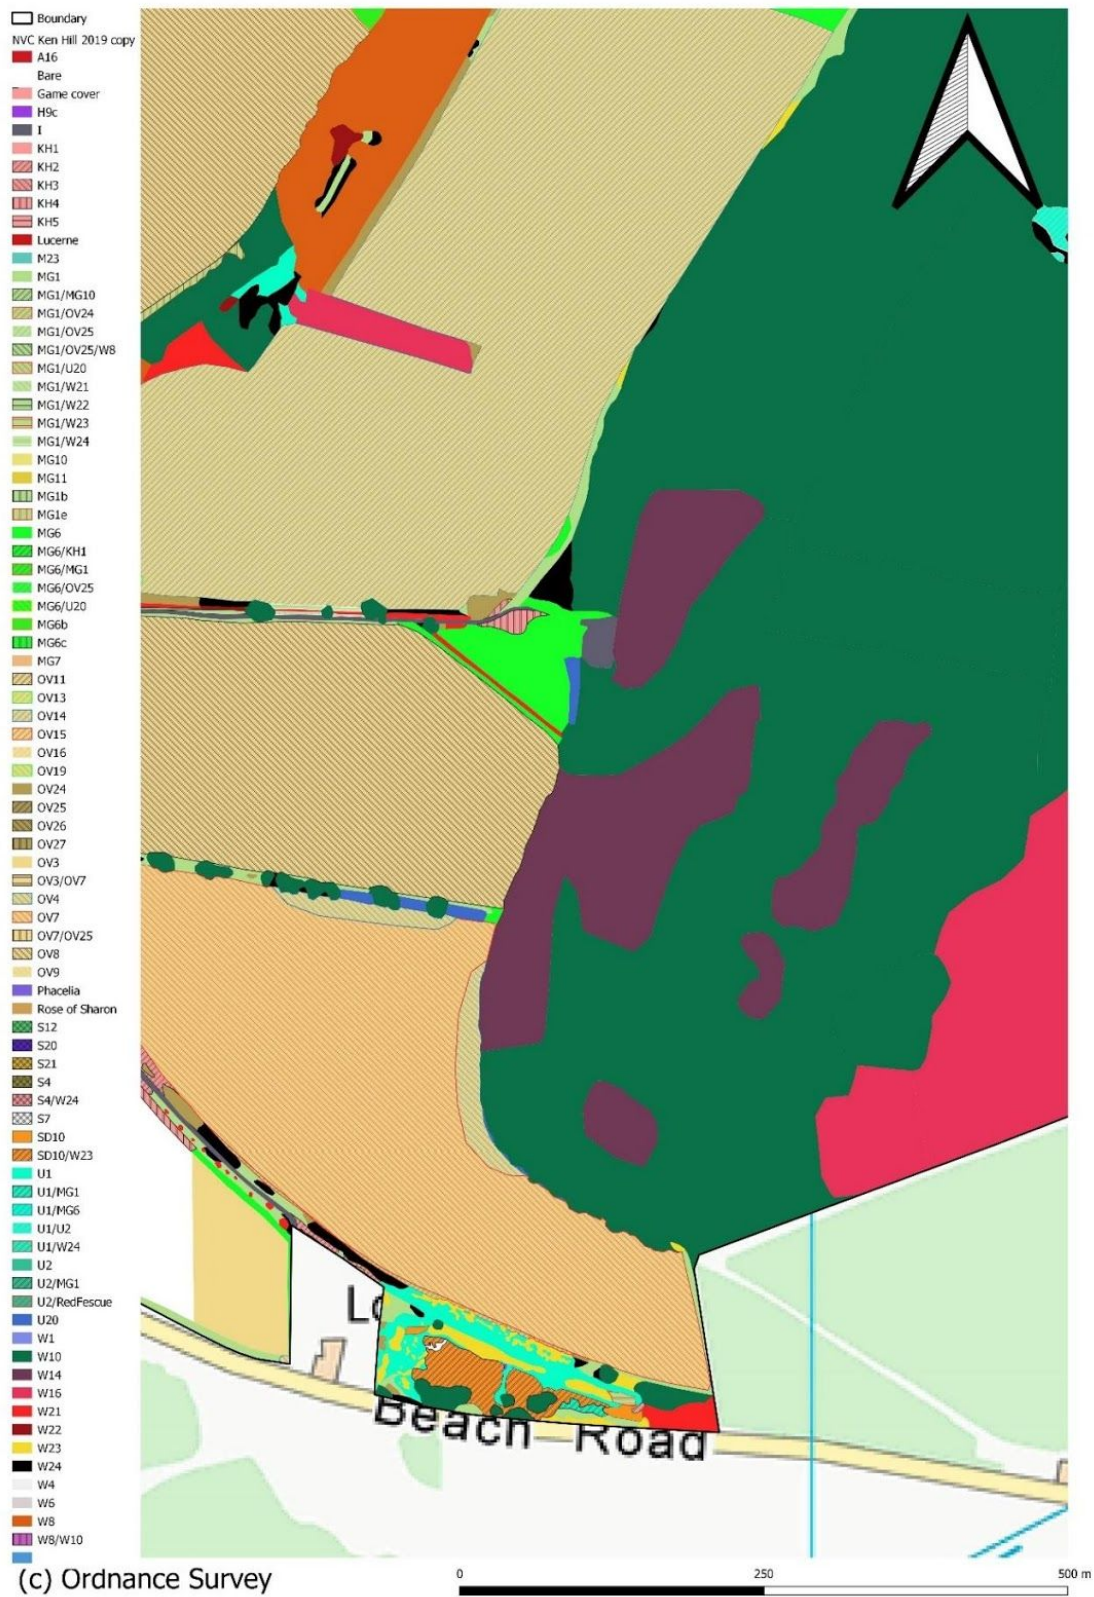 Boundary
NVC Ken Hill 2019 copy
A16
Bare
Game cover
H9c
I
KH1
KH2
KH3
KH4
KH5
Lucerne
M23
MG1
MG1/MG10
MG1/OV24
MG1/OV25
MG1/OV25/W8
MG1/U20
MG1/W21
MG1/W22
MG1/W23
MG1/W24
MG10
MG11
MG1b
MG1e
MG6
MG6/KH1
MG6/MG1
MG6/OV25
MG6/U20
MG6b
MG6c
MG7
OV11
OV13
OV14
OV15
OV16
OV19
OV24
OV25
OV26
OV27
OV3
OV3/OV7
OV4
OV7
OV7/OV25
OV8
OV9
Phacelia
Rose of Sharon
S12
S20
S21
S4
S4/W24
S7
SD10
SD10/W23
U1
U1/MG1
U1/MG6
U1/U2
U1/W24
U2
U2/MG1
U2/RedFescue
U20
W1
W10
W14
W16
W21
W22
W23
W24
W4
W6
W8
W8/W10
Beach Road
(c) Ordnance Survey
0 250 500 m